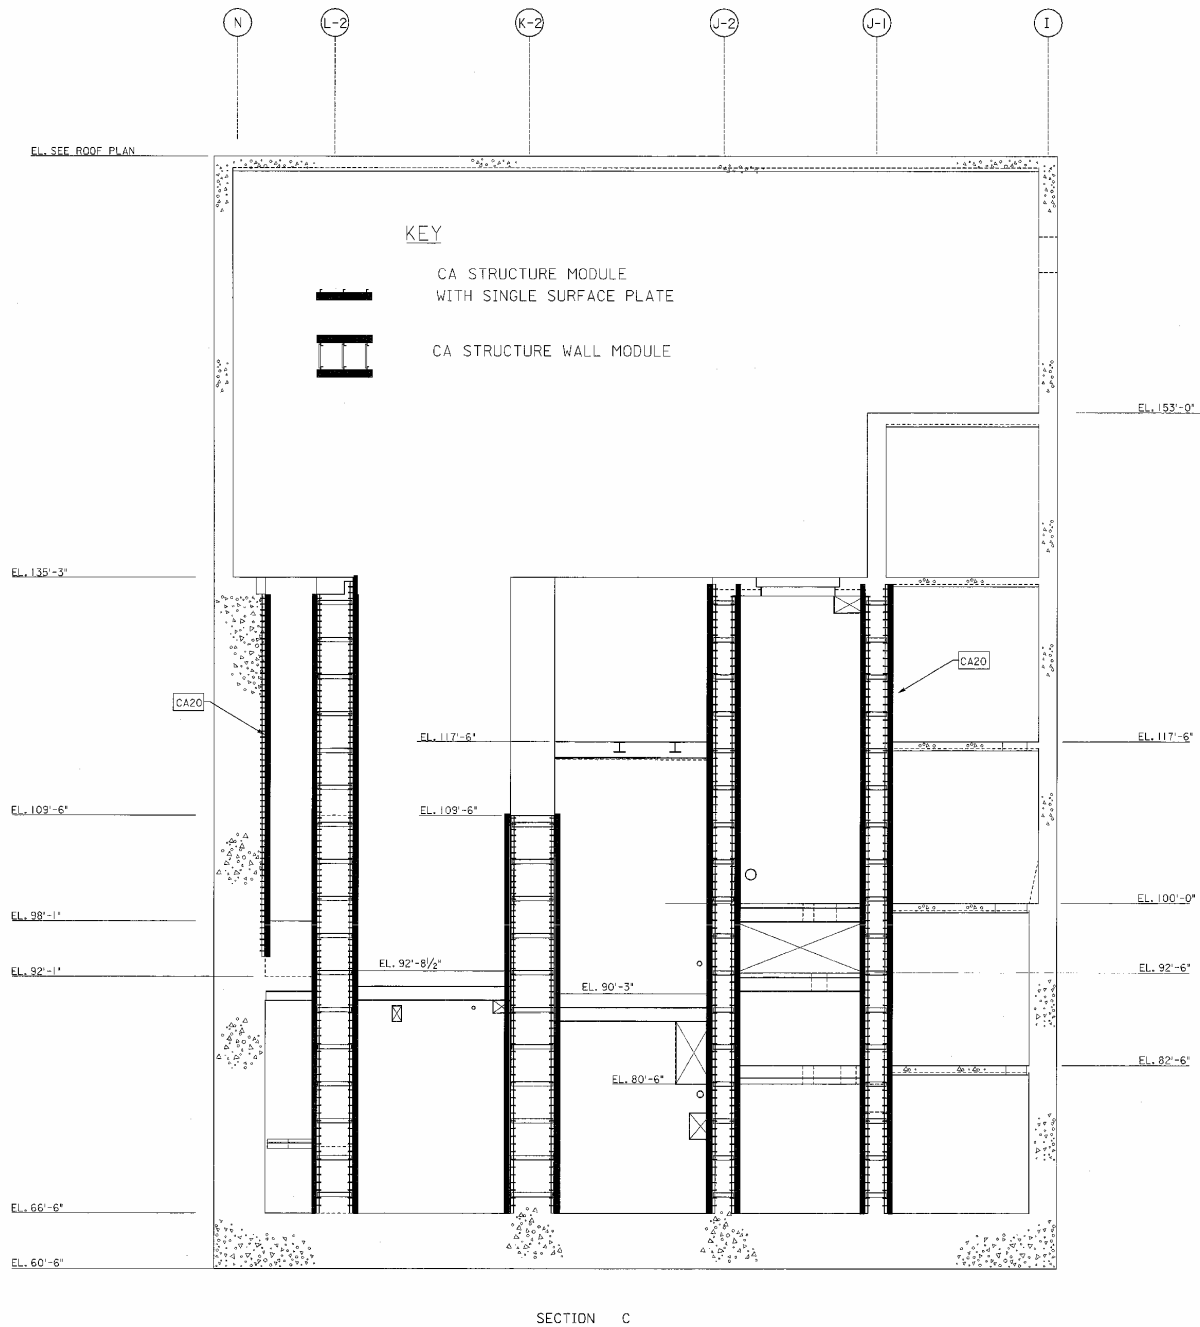 N L-2 K-2 J-2 J-1 I
EL. SEE ROOF PLAN
KEY
CA STRUCTURE MODULE
WITH SINGLE SURFACE PLATE
CA STRUCTURE WALL MODULE
EL. 153'-0"
EL. 135'-3"
CA20
CA20
EL. 117'-6"
EL. 117'-6"
EL. 109'-6"
EL. 109'-6"
EL. 100'-0"
EL. 98'-1"
EL. 92'-8½"
EL. 92'-1"
EL. 92'-6"
EL. 90'-3"
EL. 82'-6"
EL. 80'-6"
EL. 66'-6"
EL. 60'-6"
SECTION C